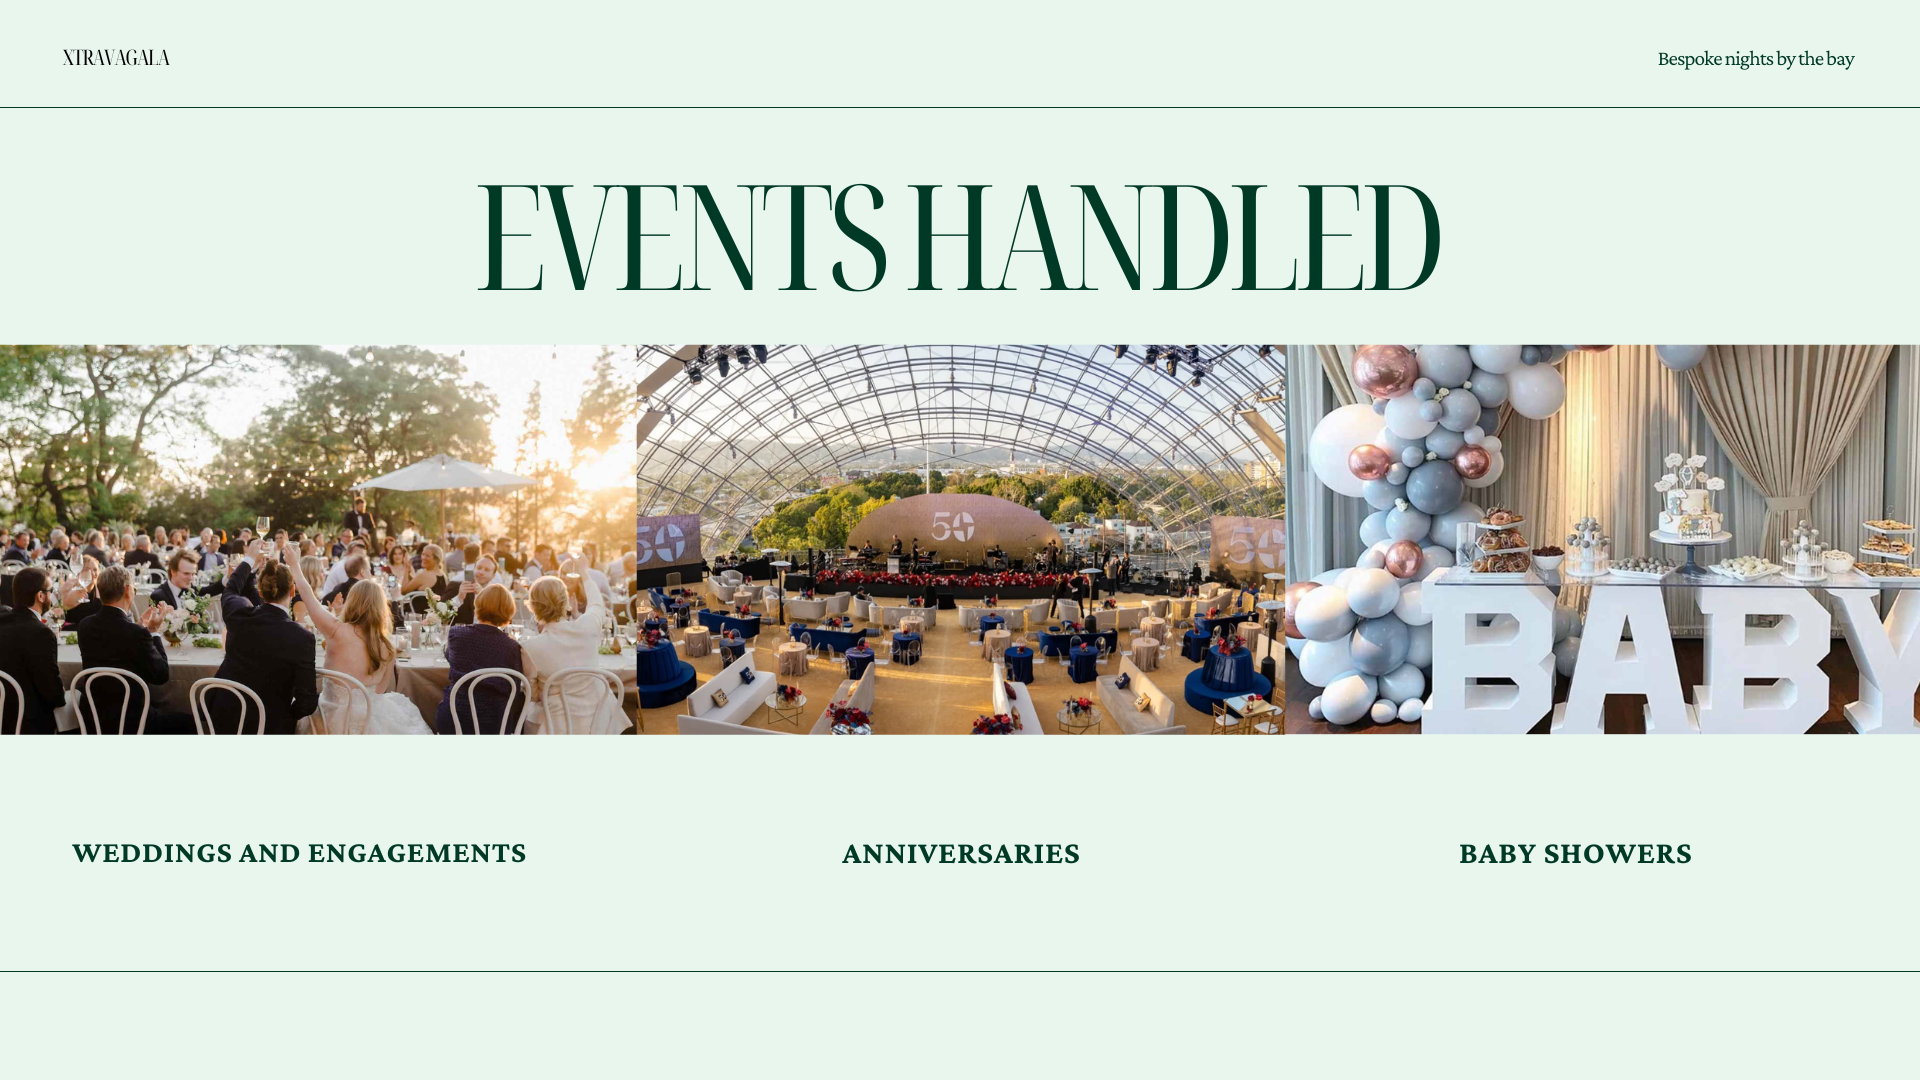 XTRAVAGALA
Bespoke nights by the bay
EVENTS HANDLED
50
50
50
BABY
WEDDINGS AND ENGAGEMENTS
ANNIVERSARIES
BABY SHOWERS